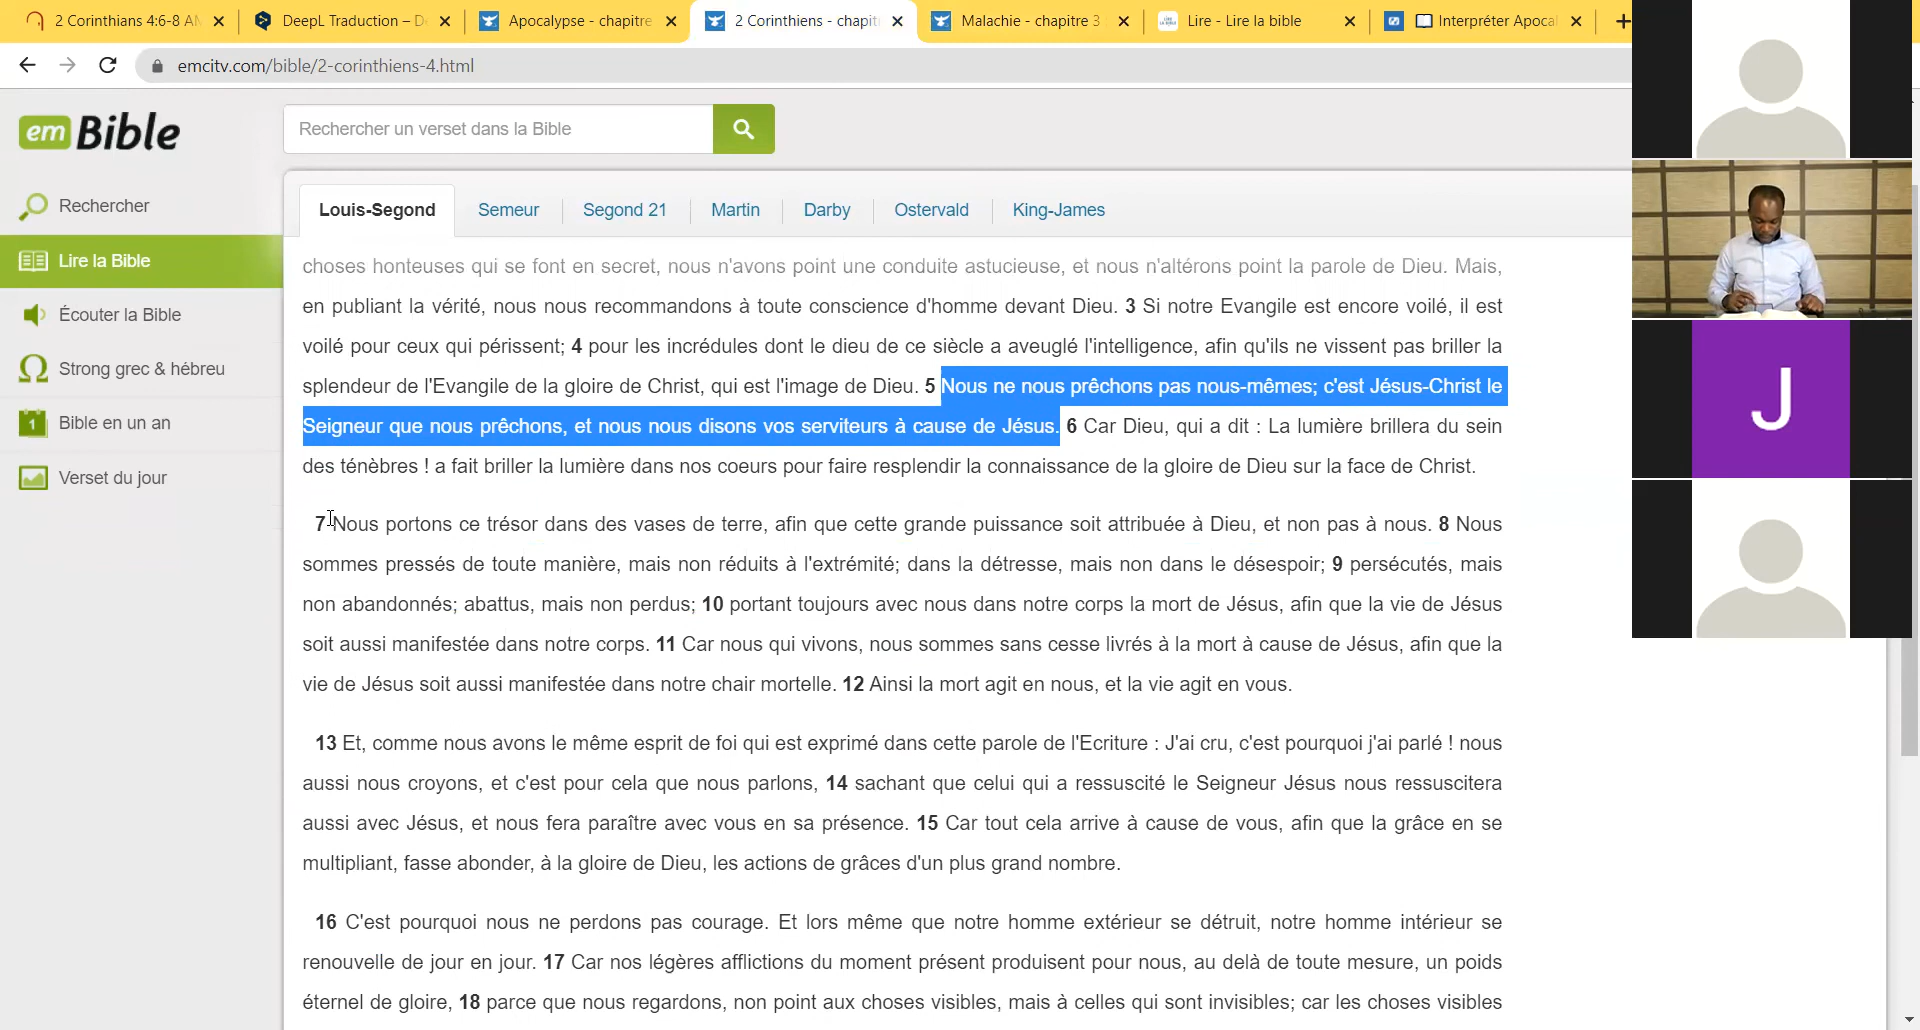 2 Corinthians 4:6-8 A
DeepL Traduction – D
Apocalypse - chapitre
2 Corinthiens - chapit
Malachie - chapitre 3
Lire - Lire la bible
Interpréter Apoca
emcitv.com/bible/2-corinthiens-4.html
em Bible
Rechercher un verset dans la Bible
Rechercher
Lire la Bible
Écouter la Bible
Strong grec & hébreu
1
Bible en un an
Verset du jour
Louis-Segond
Semeur
Segond 21
Martin
Darby
Ostervald
King-James
choses honteuses qui se font en secret, nous n'avons point une conduite astucieuse, et nous n'altérons point la parole de Dieu. Mais,
en publiant la vérité, nous nous recommandons à toute conscience d'homme devant Dieu. 3 Si notre Evangile est encore voilé, il est
voilé pour ceux qui périssent; 4 pour les incrédules dont le dieu de ce siècle a aveuglé l'intelligence, afin qu'ils ne vissent pas briller la
splendeur de l'Evangile de la gloire de Christ, qui est l'image de Dieu. 5 Nous ne nous prêchons pas nous-mêmes; c'est Jésus-Christ le
Seigneur que nous prêchons, et nous nous disons vos serviteurs à cause de Jésus. 6 Car Dieu, qui a dit : La lumière brillera du sein
des ténèbres ! a fait briller la lumière dans nos coeurs pour faire resplendir la connaissance de la gloire de Dieu sur la face de Christ.
7 Nous portons ce trésor dans des vases de terre, afin que cette grande puissance soit attribuée à Dieu, et non pas à nous. 8 Nous
sommes pressés de toute manière, mais non réduits à l'extrémité; dans la détresse, mais non dans le désespoir; 9 persécutés, mais
non abandonnés; abattus, mais non perdus; 10 portant toujours avec nous dans notre corps la mort de Jésus, afin que la vie de Jésus
soit aussi manifestée dans notre corps. 11 Car nous qui vivons, nous sommes sans cesse livrés à la mort à cause de Jésus, afin que la
vie de Jésus soit aussi manifestée dans notre chair mortelle. 12 Ainsi la mort agit en nous, et la vie agit en vous.
13 Et, comme nous avons le même esprit de foi qui est exprimé dans cette parole de l'Ecriture : J'ai cru, c'est pourquoi j'ai parlé ! nous
aussi nous croyons, et c'est pour cela que nous parlons, 14 sachant que celui qui a ressuscité le Seigneur Jésus nous ressuscitera
aussi avec Jésus, et nous fera paraître avec vous en sa présence. 15 Car tout cela arrive à cause de vous, afin que la grâce en se
multipliant, fasse abonder, à la gloire de Dieu, les actions de grâces d'un plus grand nombre.
16 C'est pourquoi nous ne perdons pas courage. Et lors même que notre homme extérieur se détruit, notre homme intérieur se
renouvelle de jour en jour. 17 Car nos légères afflictions du moment présent produisent pour nous, au delà de toute mesure, un poids
éternel de gloire, 18 parce que nous regardons, non point aux choses visibles, mais à celles qui sont invisibles; car les choses visibles
J